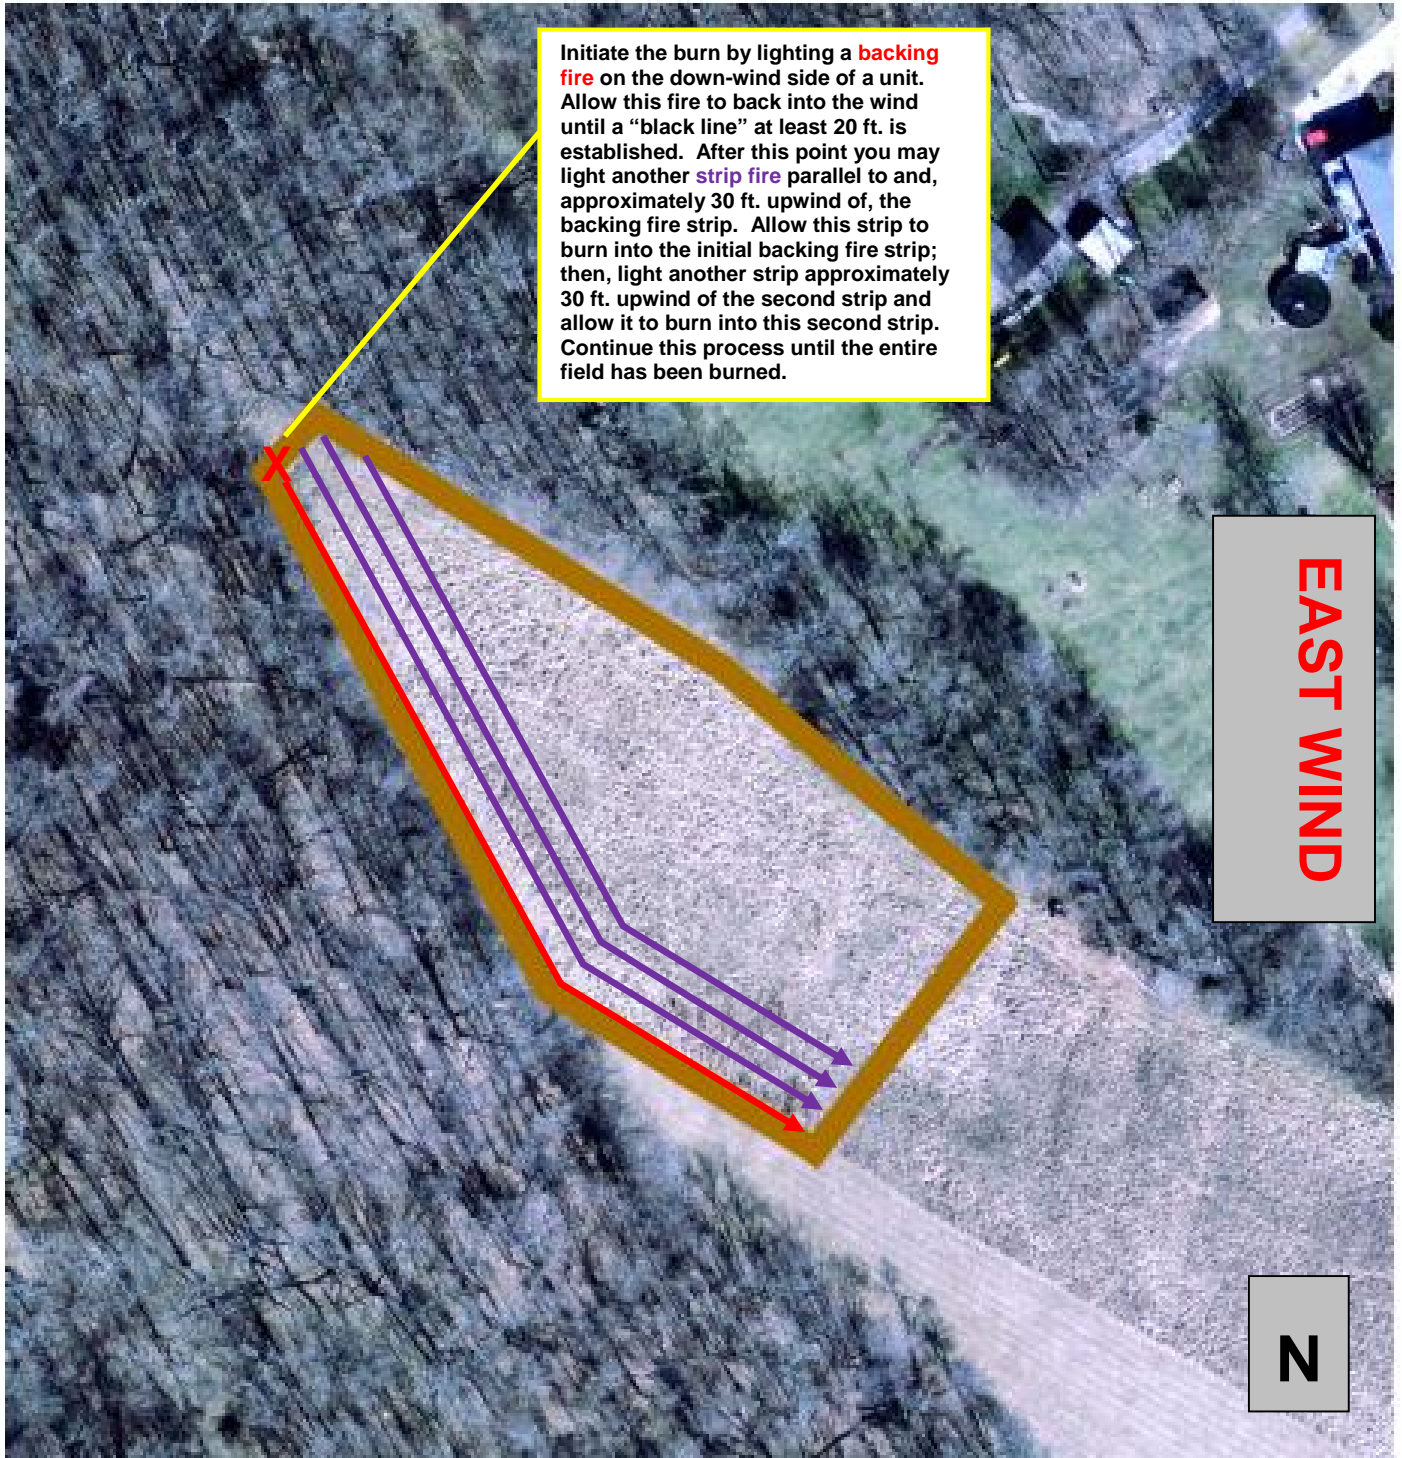 Initiate the burn by lighting a backing
fire on the down-wind side of a unit.
Allow this fire to back into the wind
until a “black line” at least 20 ft. is
established.  After this point you may
light another strip fire parallel to and,
approximately 30 ft. upwind of, the
backing fire strip.  Allow this strip to
burn into the initial backing fire strip;
then, light another strip approximately
30 ft. upwind of the second strip and
allow it to burn into this second strip.
Continue this process until the entire
field has been burned.
X
EAST WIND
N